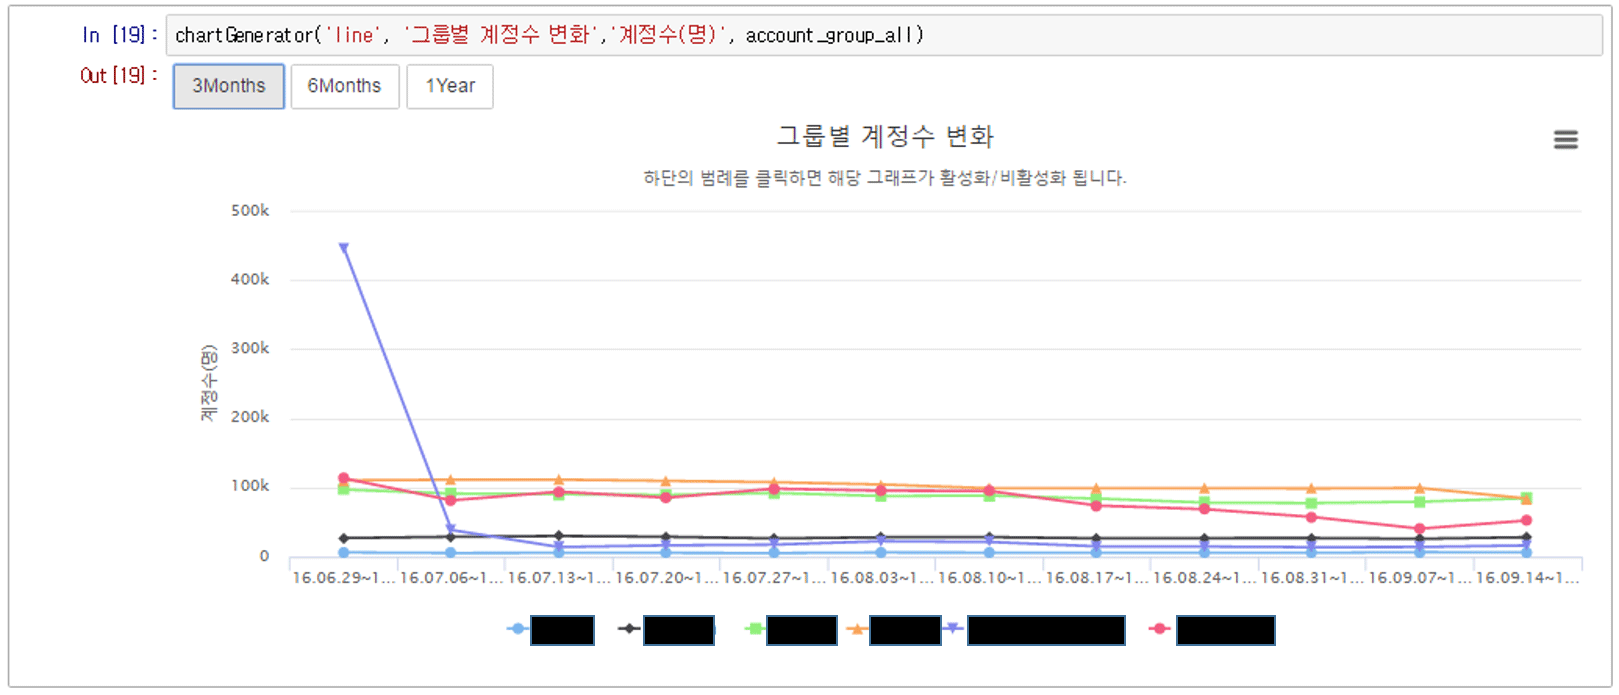 In [19]: chartGenerator('line', '그룹별 계정수 변화','계정수(명)', account_group_all)
Out [19]:
3Months 6Months 1Year
그룹별 계정수 변화
하단의 범례를 클릭하면 해당 그래프가 활성화/비활성화 됩니다.
500k
400k
300k
200k
100k
0
계정수(명)
16.06.29~1... 16.07.06~1... 16.07.13~1... 16.07.20~1... 16.07.27~1... 16.08.03~1... 16.08.10~1... 16.08.17~1... 16.08.24~1... 16.08.31~1... 16.09.07~1... 16.09.14~1...